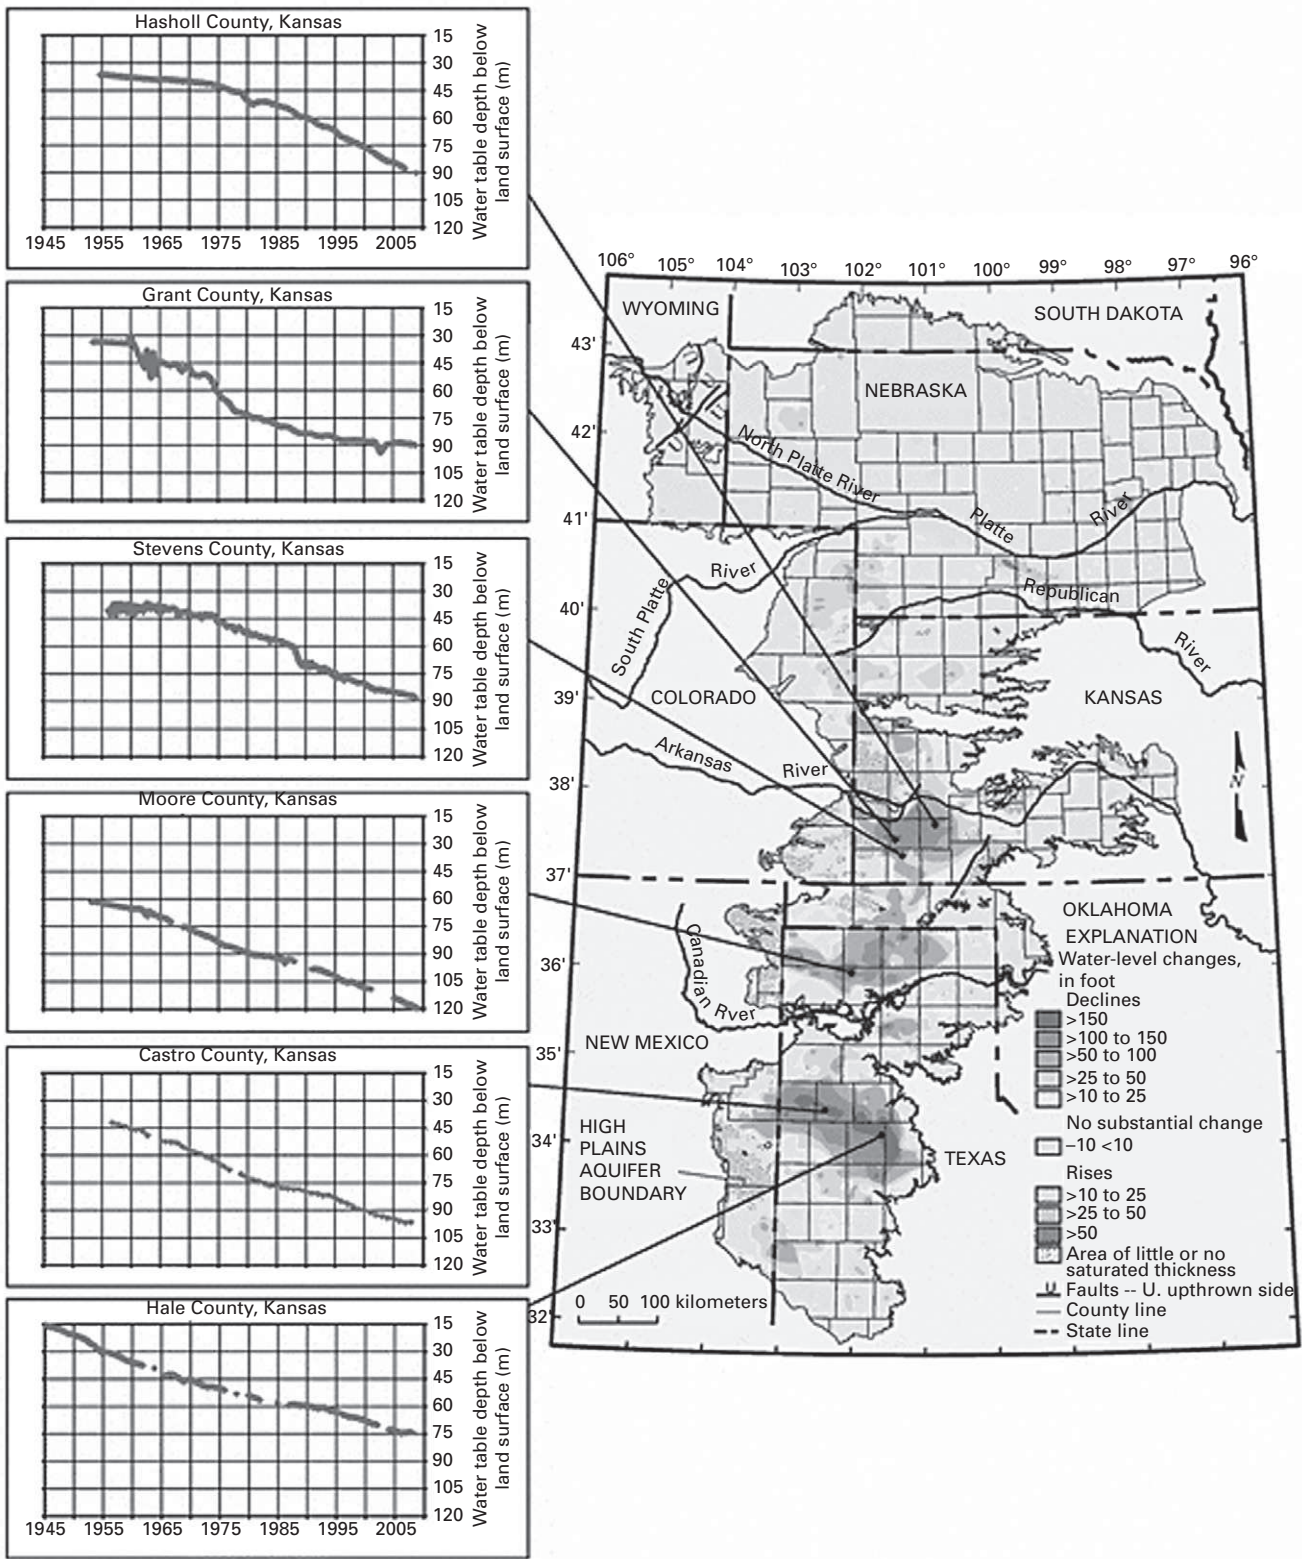 Hasholl County, Kansas
15
30
45
60
75
90
105
120
Water table depth below
land surface (m)
1945 1955 1965 1975 1985 1995 2005
Grant County, Kansas
15
30
45
60
75
90
105
120
Water table depth below
land surface (m)
Stevens County, Kansas
15
30
45
60
75
90
105
120
Water table depth below
land surface (m)
Moore County, Kansas
15
30
45
60
75
90
105
120
Water table depth below
land surface (m)
Castro County, Kansas
15
30
45
60
75
90
105
120
Water table depth below
land surface (m)
Hale County, Kansas
15
30
45
60
75
90
105
120
Water table depth below
land surface (m)
1945 1955 1965 1975 1985 1995 2005
106° 105° 104° 103° 102° 101° 100° 99° 98° 97° 96°
WYOMING
SOUTH DAKOTA
43'
NEBRASKA
42'
North Platte River
41'
Platte
River
River
South Platte
Republican
River
40'
39'
COLORADO
KANSAS
Arkansas
River
38'
37'
OKLAHOMA
EXPLANATION
Water-level changes,
in foot
Declines
>150
>100 to 150
>50 to 100
>25 to 50
>10 to 25
No substantial change
–10 <10
Rises
>10 to 25
>25 to 50
>50
Area of little or no
saturated thickness
U
Faults -- U. upthrown side
County line
State line
36'
Canadian Rver
NEW MEXICO
35'
HIGH
PLAINS
AQUIFER
BOUNDARY
34'
TEXAS
33'
0 50 100 kilometers
32'